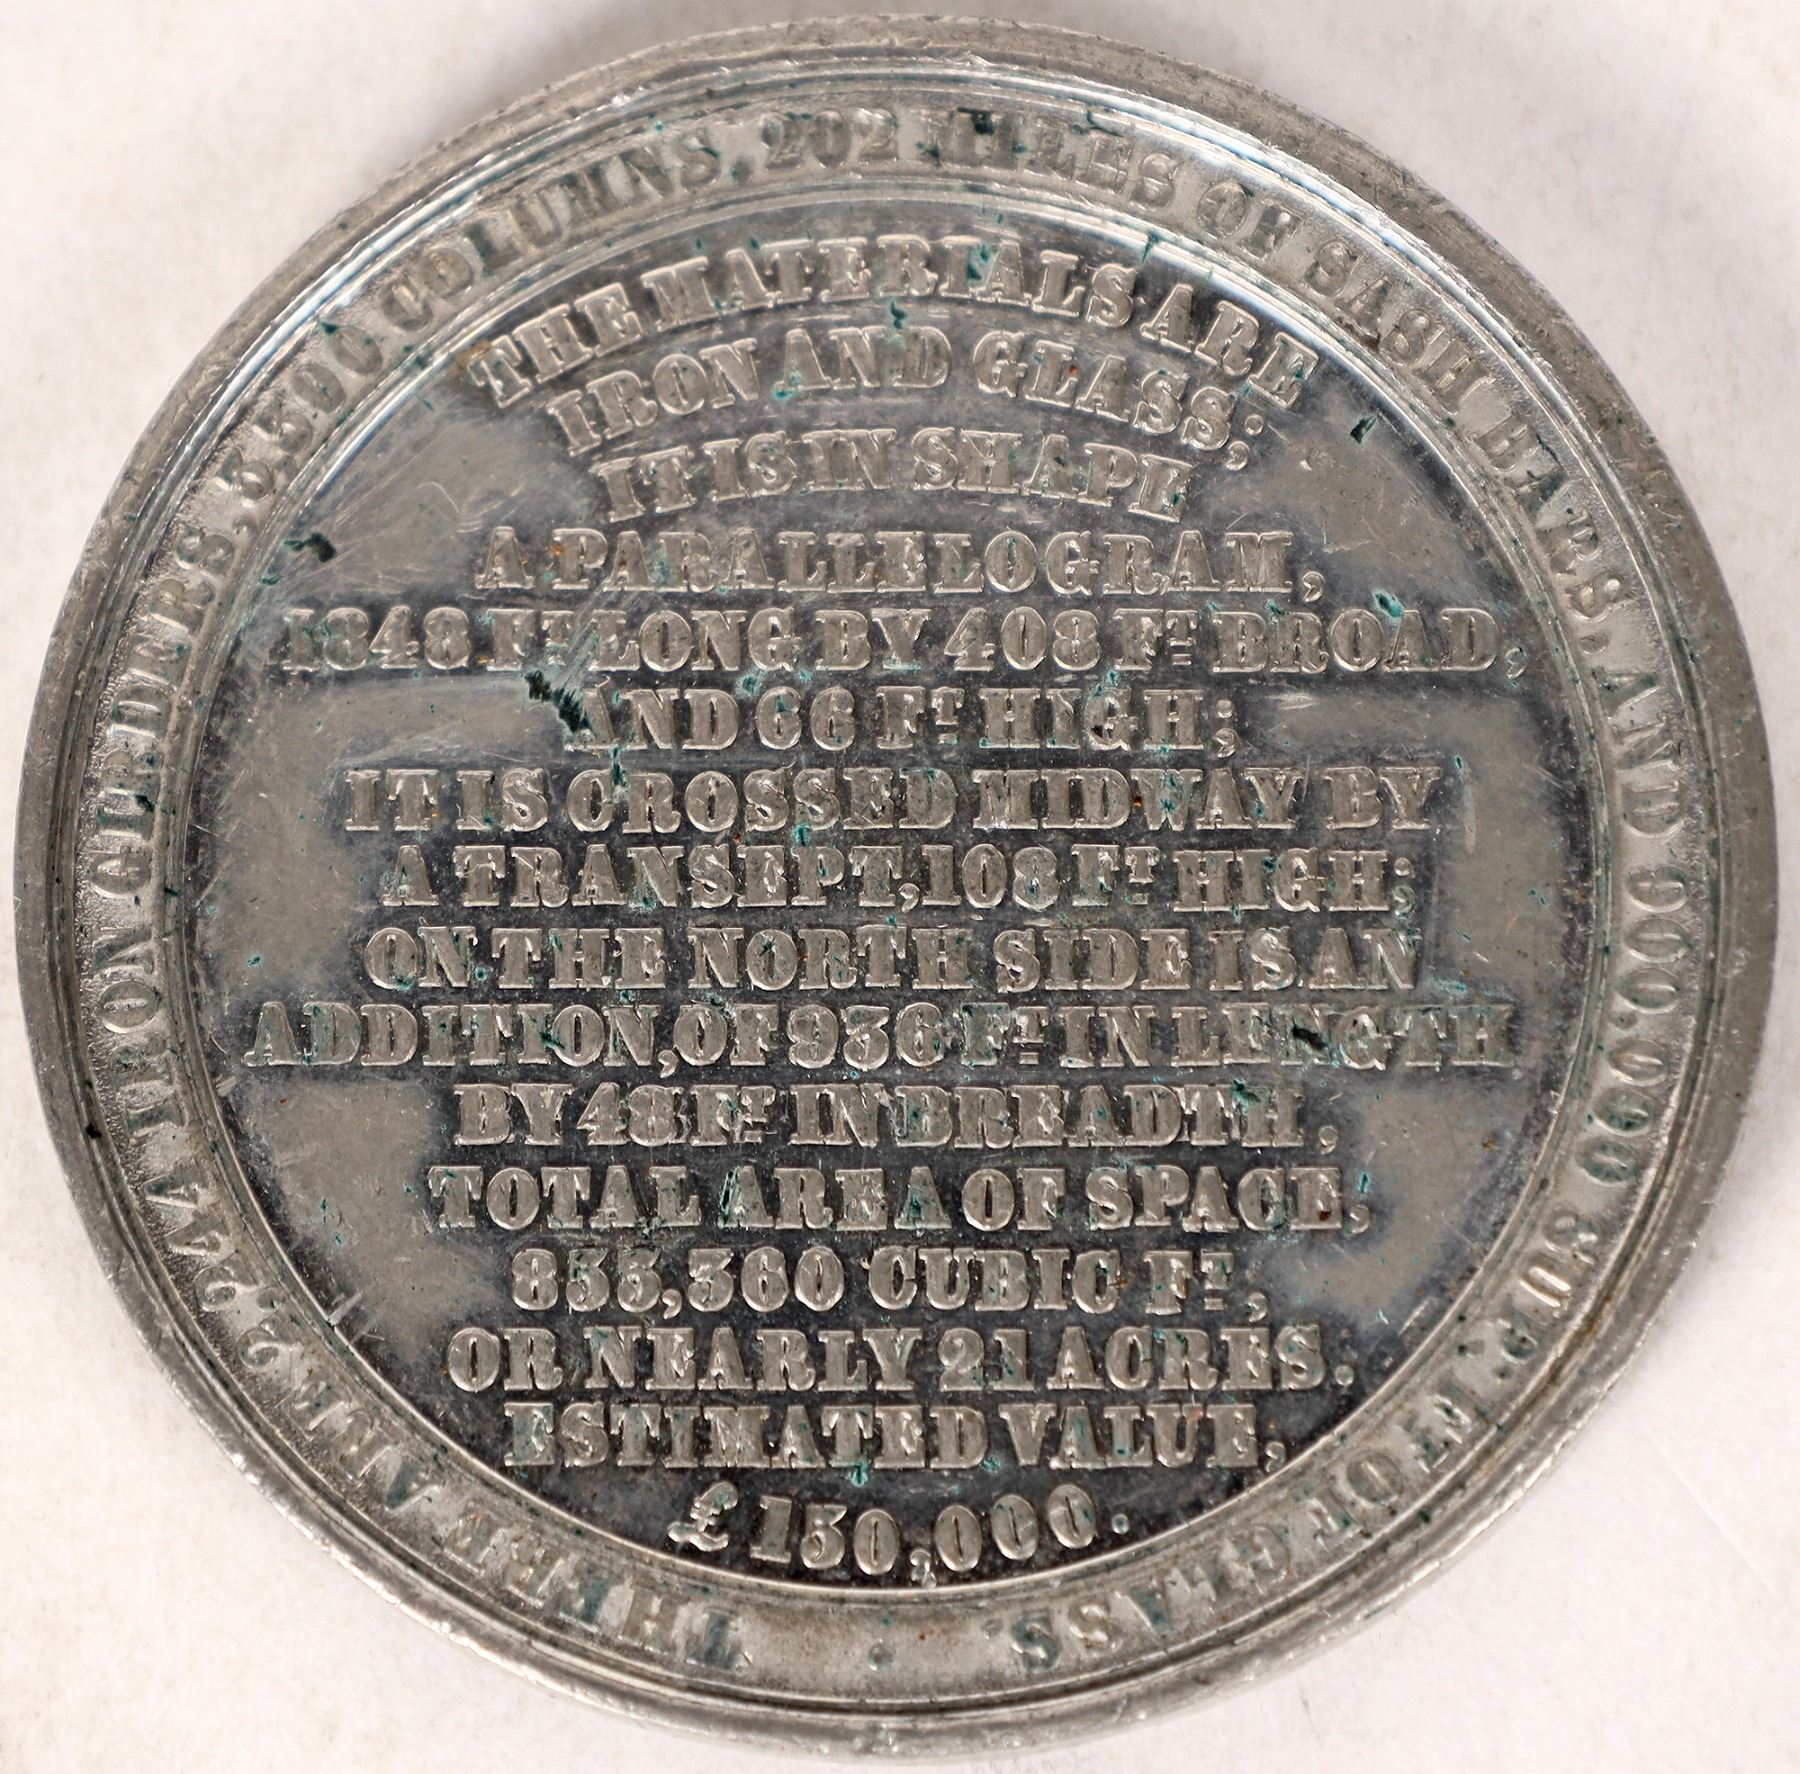 THERE ARE 2,224 IRON GIRDERS, 3,300 COLUMNS, 202 MILES OF SASH BARS, AND 900,000 SUP. FT OF GLASS.
THE MATERIALS ARE
IRON AND GLASS;
IT IS IN SHAPE
A PARALLELOGRAM,
1848 FT LONG BY 408 FT BROAD,
AND 66 FT HIGH;
IT IS CROSSED MIDWAY BY
A TRANSEPT, 108 FT HIGH;
ON THE NORTH SIDE IS AN
ADDITION, OF 936 FT IN LENGTH
BY 48 FT IN BREADTH,
TOTAL AREA OF SPACE,
855,360 CUBIC FT,
OR NEARLY 21 ACRES.
ESTIMATED VALUE,
£150,000.